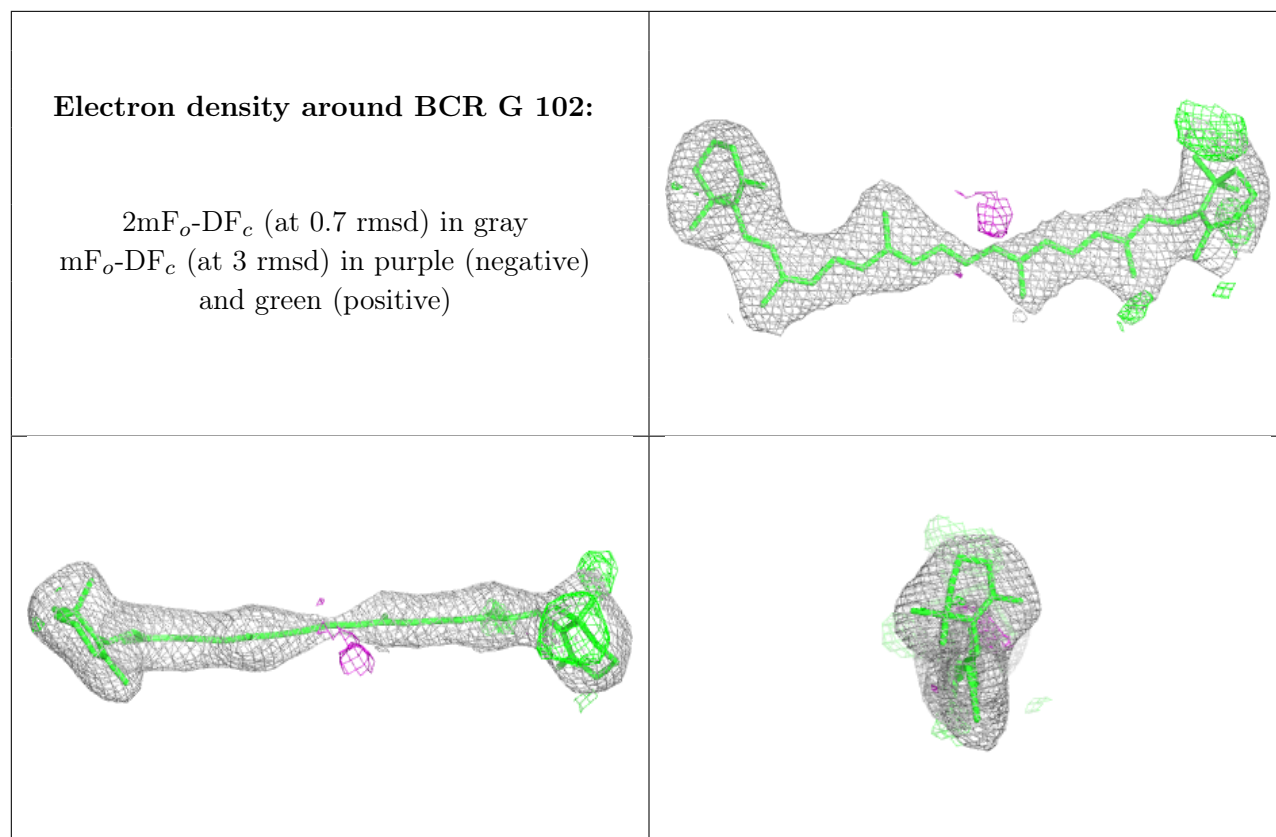 Electron density around BCR G 102:
2mFo-DFc (at 0.7 rmsd) in gray
mFo-DFc (at 3 rmsd) in purple (negative)
and green (positive)